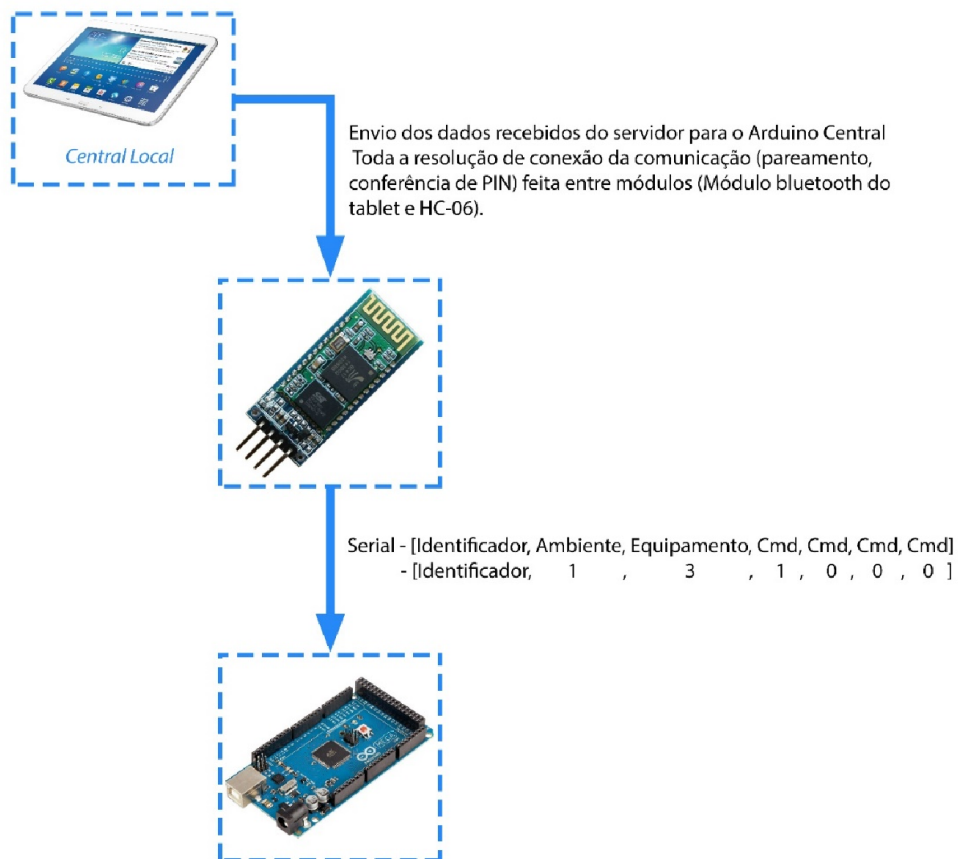 Central Local
Envio dos dados recebidos do servidor para o Arduino Central
Toda a resolução de conexão da comunicação (pareamento,
conferência de PIN) feita entre módulos (Módulo bluetooth do
tablet e HC-06).
Serial - [Identificador, Ambiente, Equipamento, Cmd, Cmd, Cmd, Cmd]
- [Identificador, 1 , 3 , 1 , 0 , 0 , 0 ]